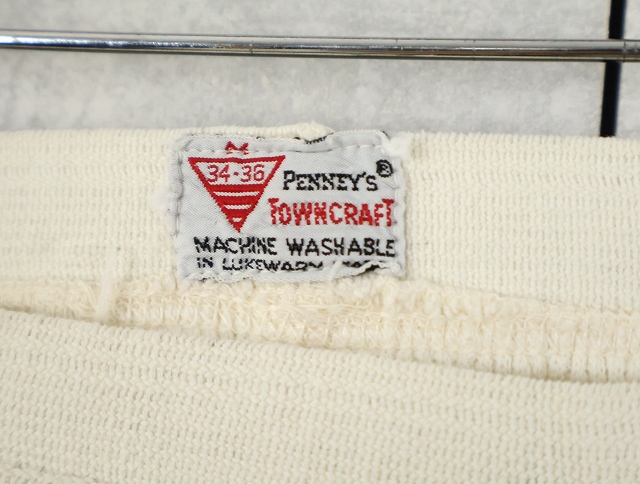 M
34-36
PENNEY'S®
TOWNCRAFT
MACHINE WASHABLE
IN LUKEWARM